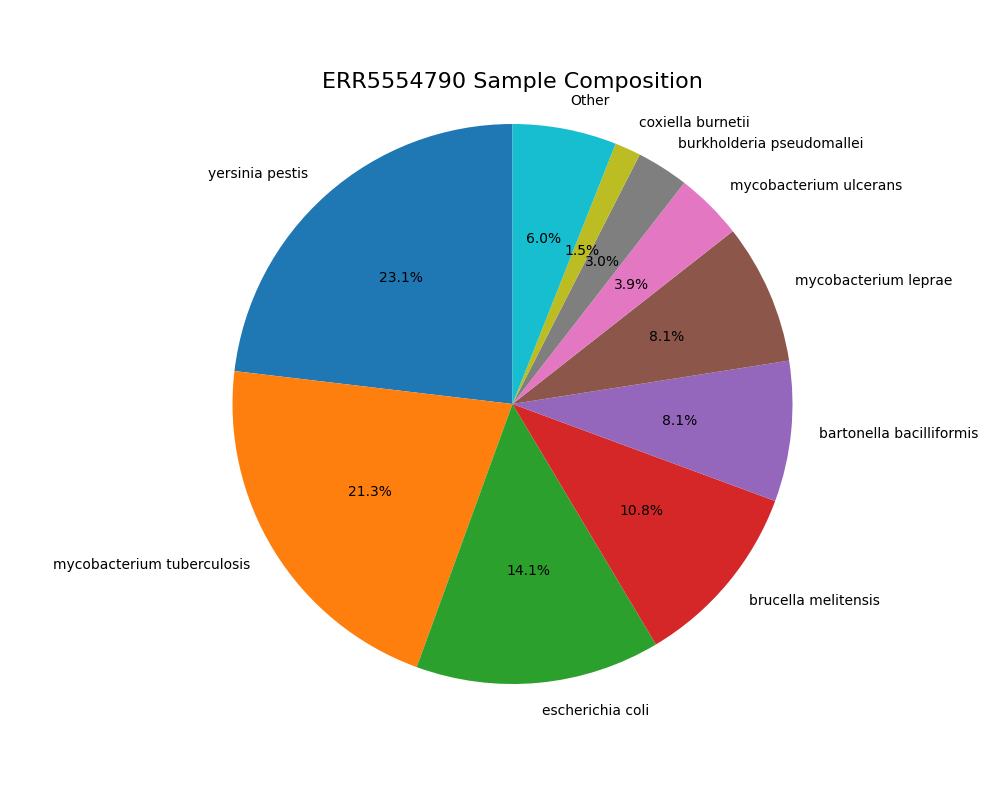 ERR5554790 Sample Composition
Other
coxiella burnetii
burkholderia pseudomallei
yersinia pestis
mycobacterium ulcerans
6.0%
1.5%
3.0%
23.1%
3.9%
mycobacterium leprae
8.1%
8.1%
bartonella bacilliformis
21.3%
10.8%
mycobacterium tuberculosis
14.1%
brucella melitensis
escherichia coli